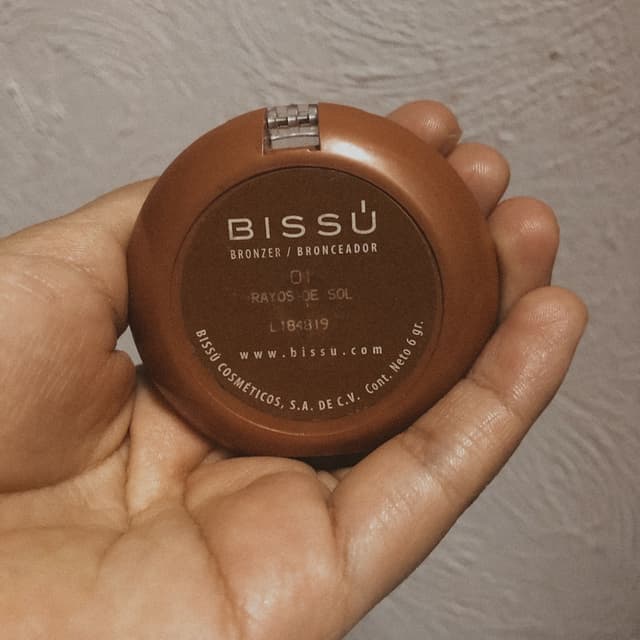 BISSÚ
BRONZER / BRONCEADOR
01
RAYOS DE SOL
L184819
www.bissu.com
BISSÚ COSMÉTICOS, S.A. DE C.V. Cont. Neto 6 gr.